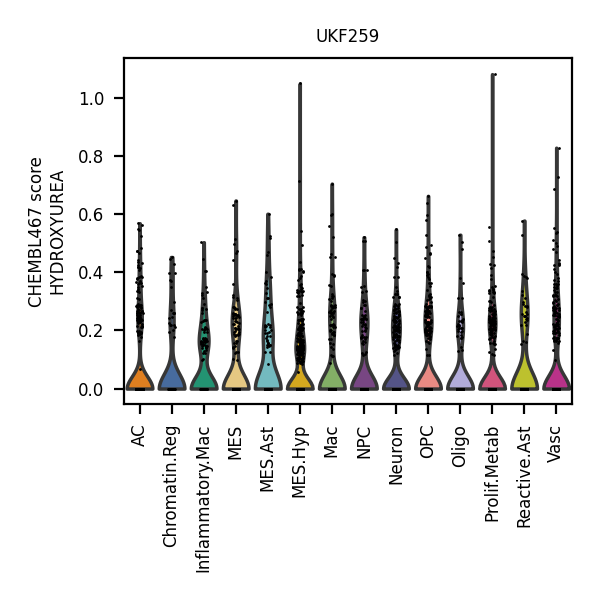 UKF259
CHEMBL467 score
HYDROXYUREA
1.0
0.8
0.6
0.4
0.2
0.0
AC
Chromatin.Reg
Inflammatory.Mac
MES
MES.Ast
MES.Hyp
Mac
NPC
Neuron
OPC
Oligo
Prolif.Metab
Reactive.Ast
Vasc